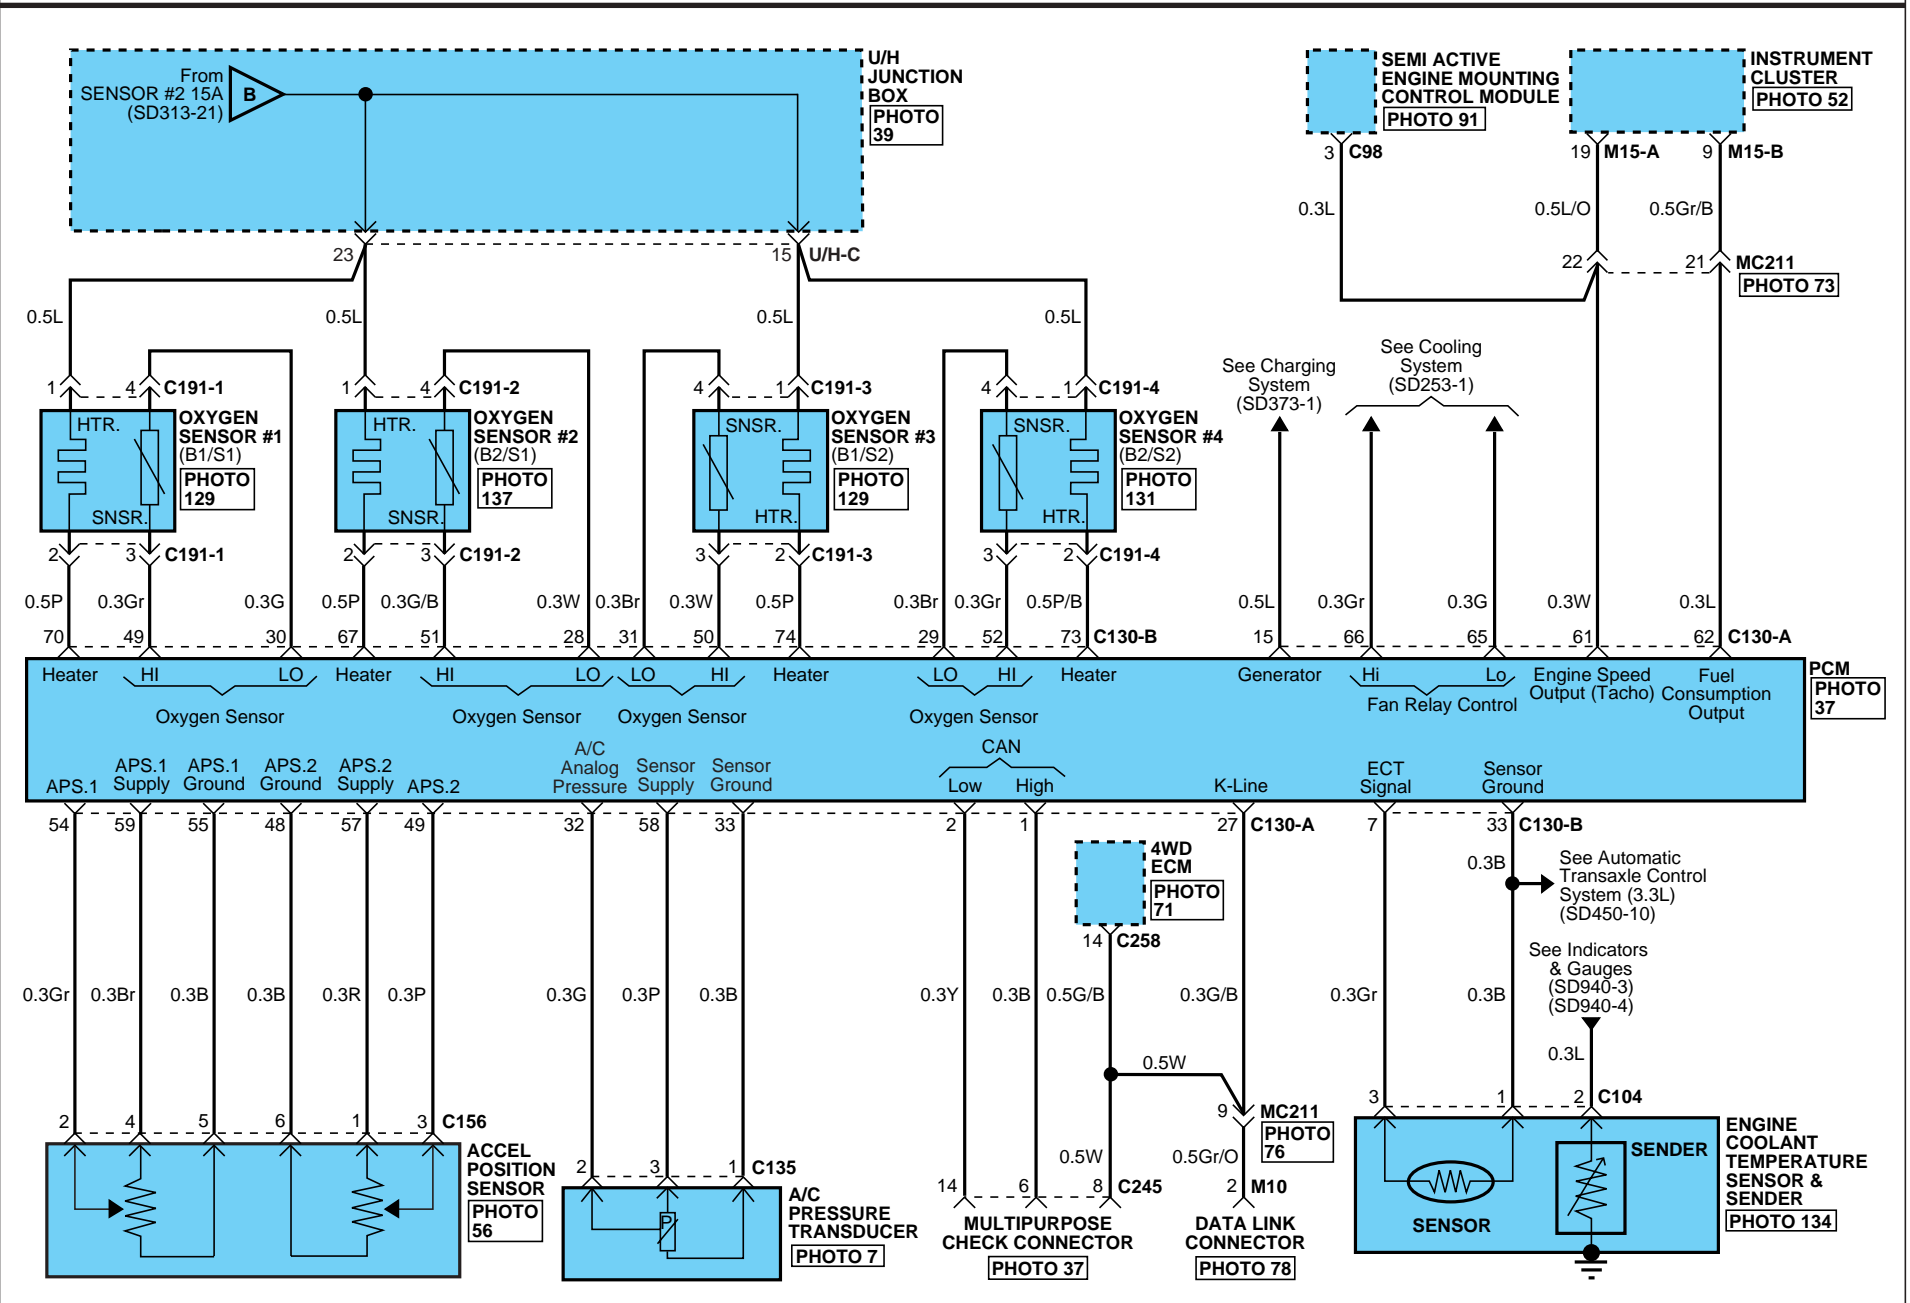 From
SENSOR #2 15A
(SD313-21)
B
U/H
JUNCTION
BOX
PHOTO
39
SEMI ACTIVE
ENGINE MOUNTING
CONTROL MODULE
PHOTO 91
INSTRUMENT
CLUSTER
PHOTO 52
3 C98
19 M15-A
9 M15-B
0.3L
0.5L/O
0.5Gr/B
23
15 U/H-C
22
21 MC211
PHOTO 73
0.5L
0.5L
0.5L
0.5L
See Charging
System
(SD373-1)
See Cooling
System
(SD253-1)
1
4 C191-1
1
4 C191-2
4
1 C191-3
4
1 C191-4
HTR.
SNSR.
OXYGEN
SENSOR #1
(B1/S1)
PHOTO
129
HTR.
SNSR.
OXYGEN
SENSOR #2
(B2/S1)
PHOTO
137
SNSR.
HTR.
OXYGEN
SENSOR #3
(B1/S2)
PHOTO
129
SNSR.
HTR.
OXYGEN
SENSOR #4
(B2/S2)
PHOTO
131
2
3 C191-1
2
3 C191-2
3
2 C191-3
3
2 C191-4
0.5P
0.3Gr
0.3G
0.5P
0.3G/B
0.3W
0.3Br
0.3W
0.5P
0.3Br
0.3Gr
0.5P/B
0.5L
0.3Gr
0.3G
0.3W
0.3L
70
49
30
67
51
28
31
50
74
29
52
73 C130-B
15
66
65
61
62 C130-A
Heater
HI
LO
Oxygen Sensor
Heater
HI
LO
Oxygen Sensor
LO
HI
Oxygen Sensor
Heater
LO
HI
Oxygen Sensor
Heater
Generator
Hi
Lo
Fan Relay Control
Engine Speed
Output (Tacho)
Fuel
Consumption
Output
PCM
PHOTO
37
APS.1
APS.1
Supply
APS.1
Ground
APS.2
Ground
APS.2
Supply
APS.2
A/C
Analog
Pressure
Sensor
Supply
Sensor
Ground
CAN
Low
High
K-Line
ECT
Signal
Sensor
Ground
54
59
55
48
57
49
32
58
33
2
1
27 C130-A
7
33 C130-B
4WD
ECM
PHOTO
71
14 C258
0.3B
See Automatic
Transaxle Control
System (3.3L)
(SD450-10)
See Indicators
& Gauges
(SD940-3)
(SD940-4)
0.3Gr
0.3Br
0.3B
0.3B
0.3R
0.3P
0.3G
0.3P
0.3B
0.3Y
0.3B
0.5G/B
0.3G/B
0.3Gr
0.3B
0.3L
0.5W
2
4
5
6
1
3 C156
ACCEL
POSITION
SENSOR
PHOTO
56
2
3
1 C135
P
A/C
PRESSURE
TRANSDUCER
PHOTO 7
9 MC211
PHOTO
76
0.5W
0.5Gr/O
14
6
8 C245
2 M10
MULTIPURPOSE
CHECK CONNECTOR
PHOTO 37
DATA LINK
CONNECTOR
PHOTO 78
3
1
2 C104
SENSOR
SENDER
ENGINE
COOLANT
TEMPERATURE
SENSOR &
SENDER
PHOTO 134